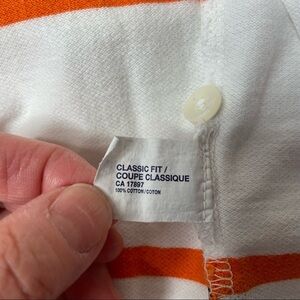 CLASSIC FIT /
COUPE CLASSIQUE
CA 17897
100% COTTON/COTON